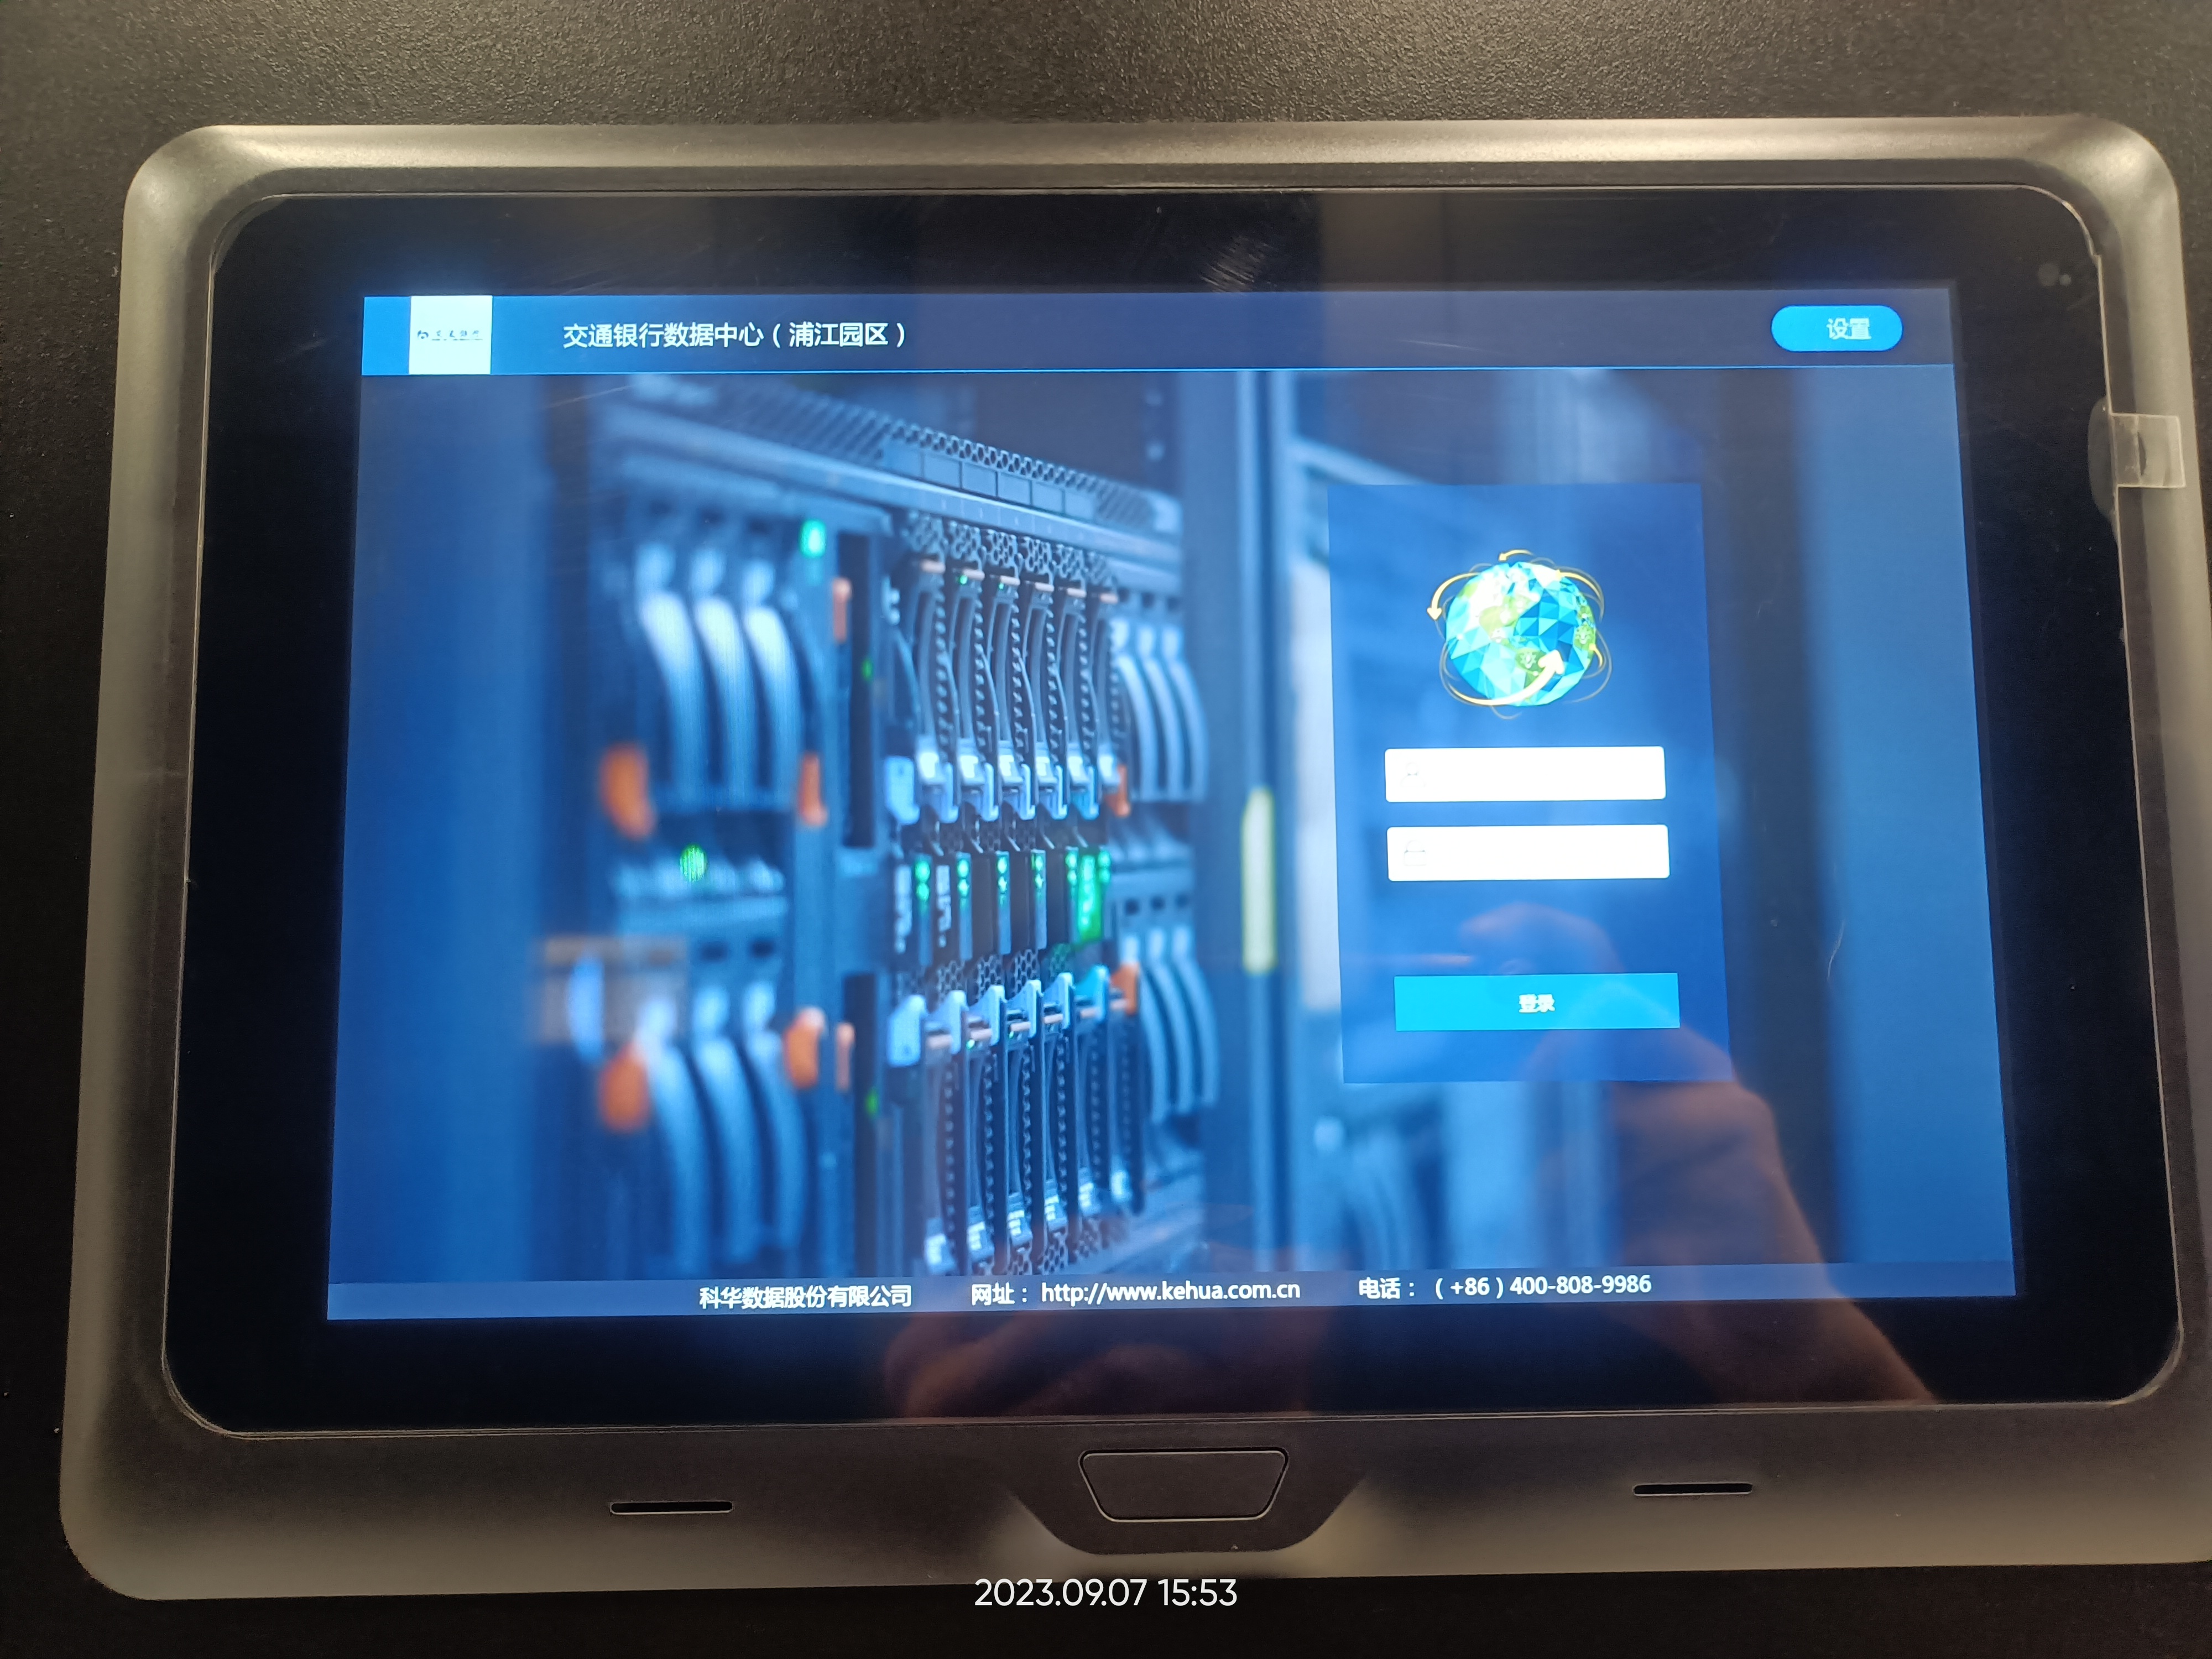 交通银行数据中心（浦江园区）
设置
登录
科华数据股份有限公司 网址： http://www.kehua.com.cn 电话： （+86）400-808-9986
2023.09.07 15:53